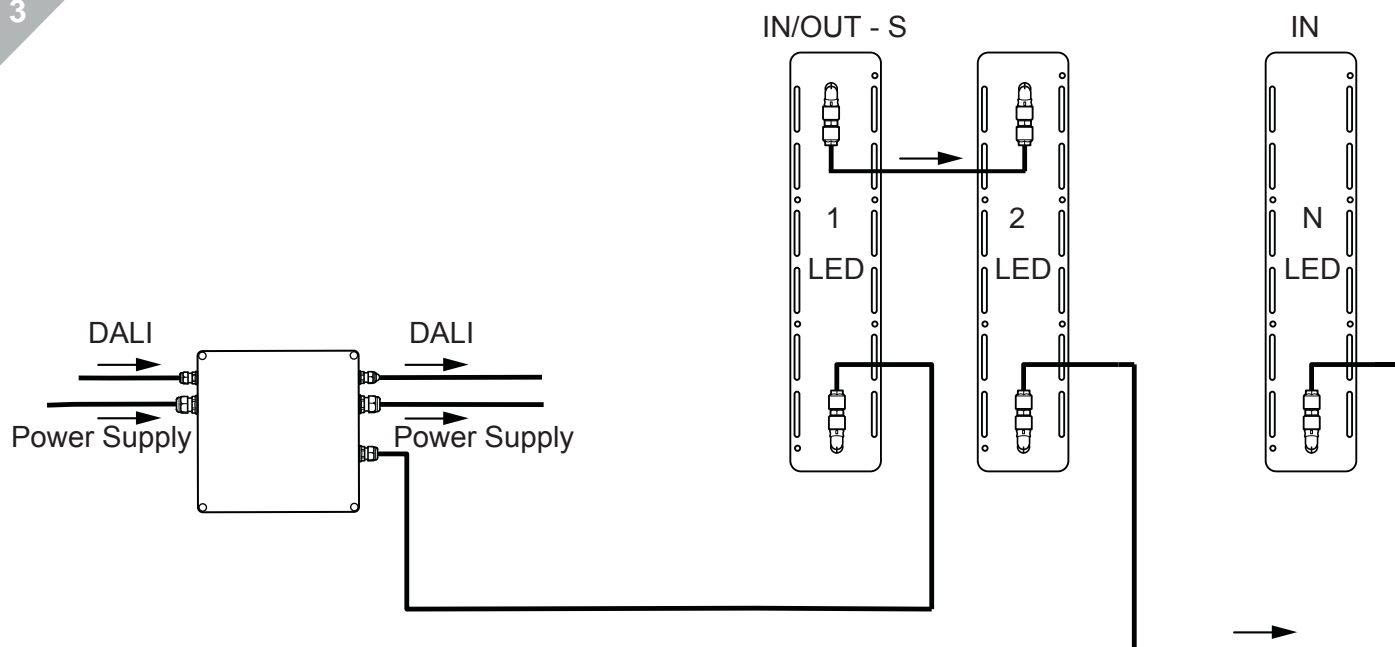 3
IN/OUT - S
IN
1
LED
2
LED
N
LED
DALI
DALI
Power Supply
Power Supply